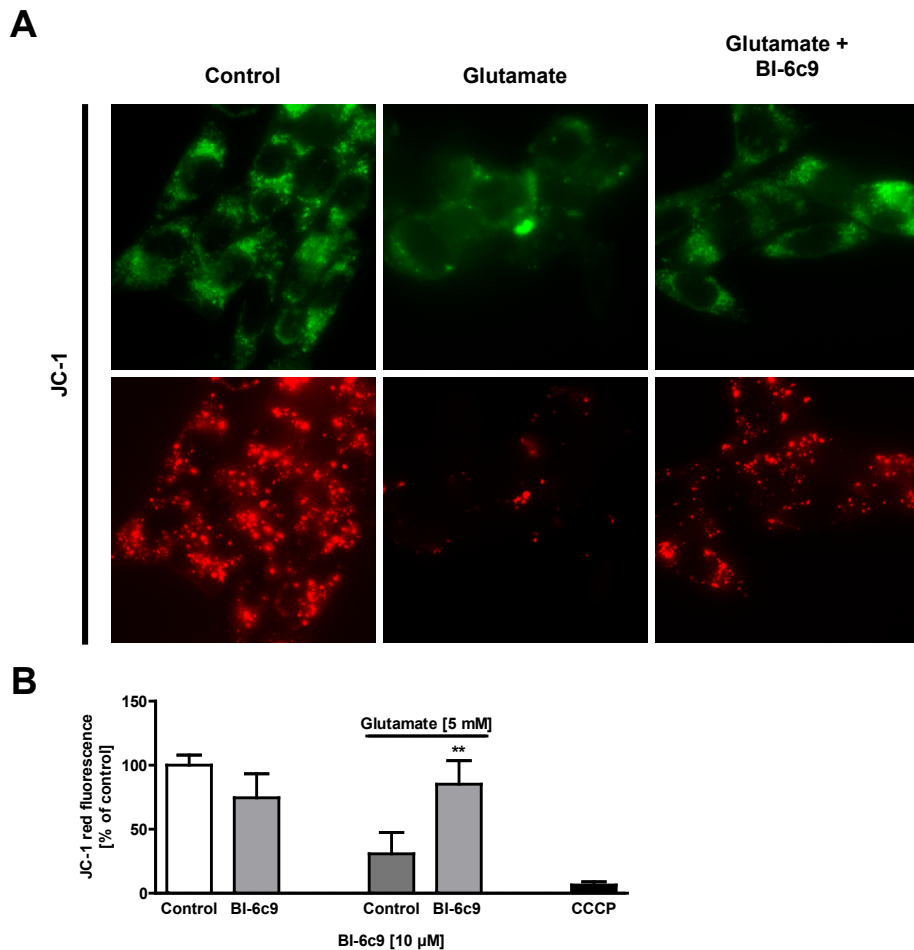 A
Control
Glutamate
Glutamate +
BI-6c9
JC-1
B
JC-1 red fluorescence
[% of control]
150
100
50
0
Glutamate [5 mM]
**
Control
BI-6c9
Control
BI-6c9
CCCP
BI-6c9 [10 µM]